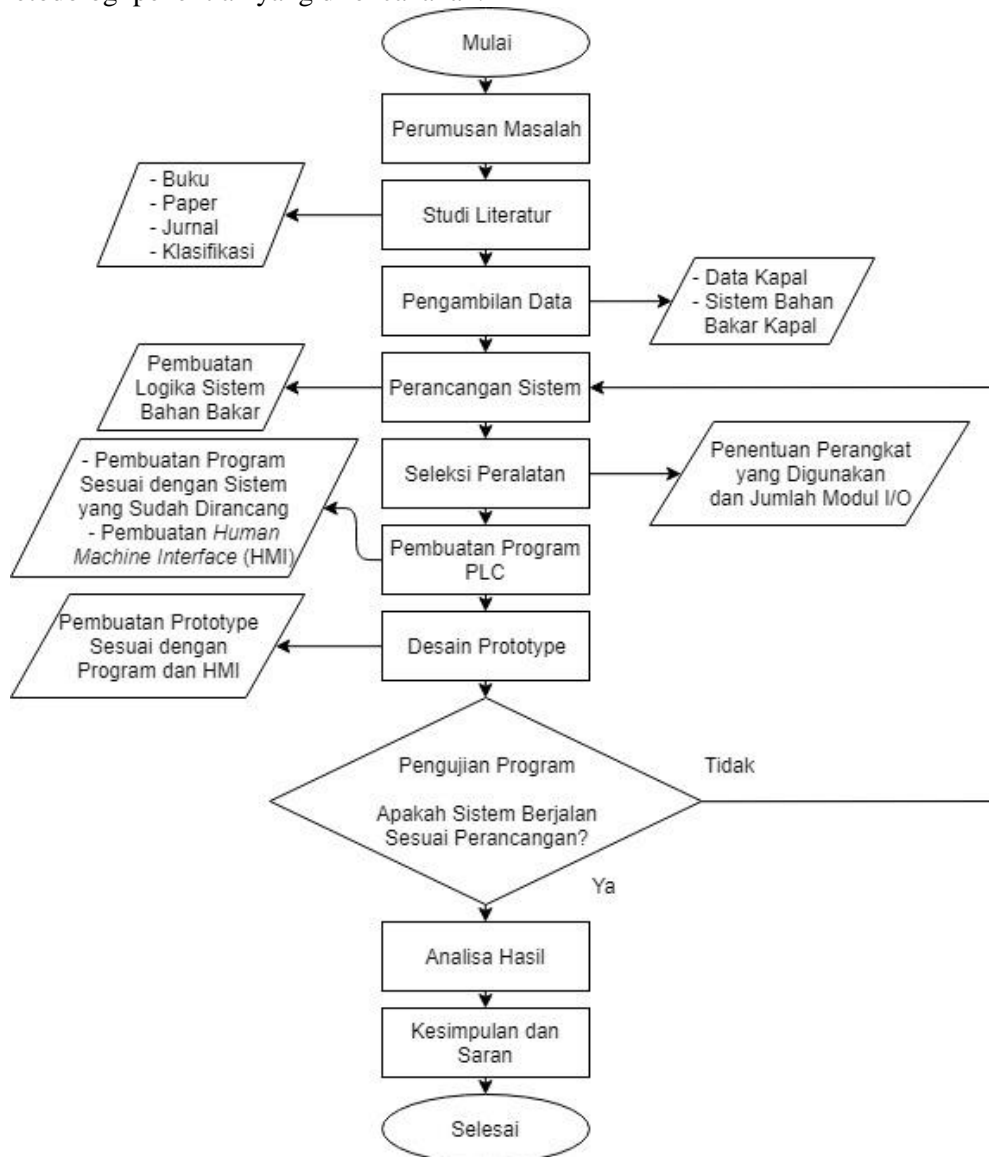 Mulai
Perumusan Masalah
- Buku
- Paper
- Jurnal
- Klasifikasi
Studi Literatur
Pengambilan Data
- Data Kapal
- Sistem Bahan
Bakar Kapal
Pembuatan
Logika Sistem
Bahan Bakar
Perancangan Sistem
Seleksi Peralatan
Penentuan Perangkat
yang Digunakan
dan Jumlah Modul I/O
- Pembuatan Program
Sesuai dengan Sistem
yang Sudah Dirancang
- Pembuatan Human
Machine Interface (HMI)
Pembuatan Program
PLC
Pembuatan Prototype
Sesuai dengan
Program dan HMI
Desain Prototype
Pengujian Program
Apakah Sistem Berjalan
Sesuai Perancangan?
Tidak
Ya
Analisa Hasil
Kesimpulan dan
Saran
Selesai